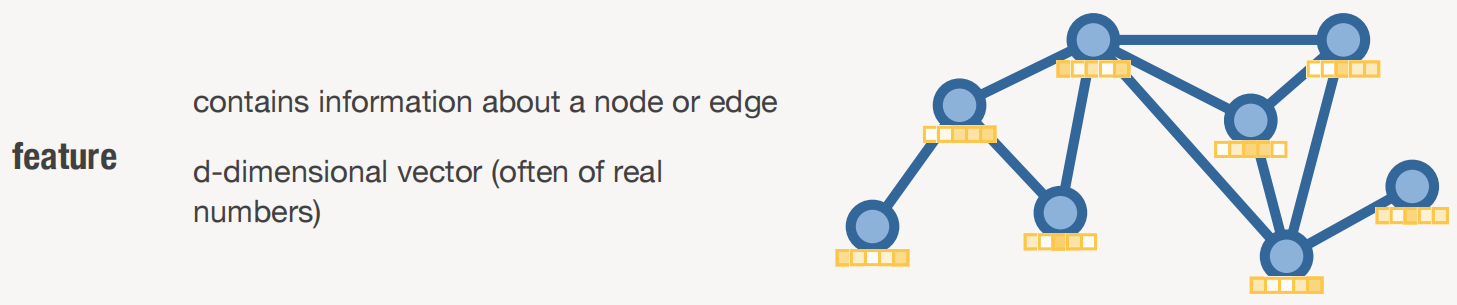 feature
contains information about a node or edge
d-dimensional vector (often of real
numbers)